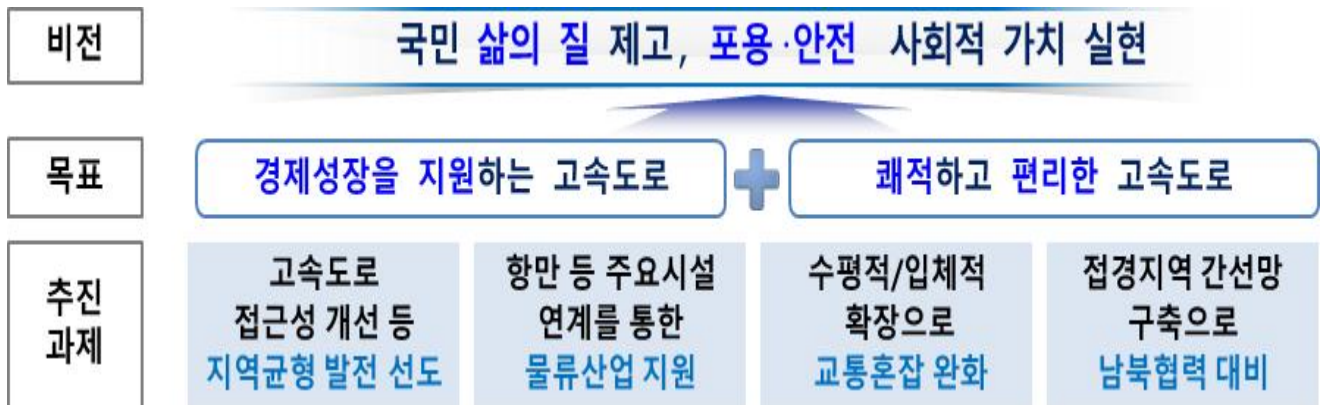 비전
국민 삶의 질 제고, 포용·안전 사회적 가치 실현
목표
경제성장을 지원하는 고속도로
쾌적하고 편리한 고속도로
추진
과제
고속도로
접근성 개선 등
지역균형 발전 선도
항만 등 주요시설
연계를 통한
물류산업 지원
수평적/입체적
확장으로
교통혼잡 완화
접경지역 간선망
구축으로
남북협력 대비